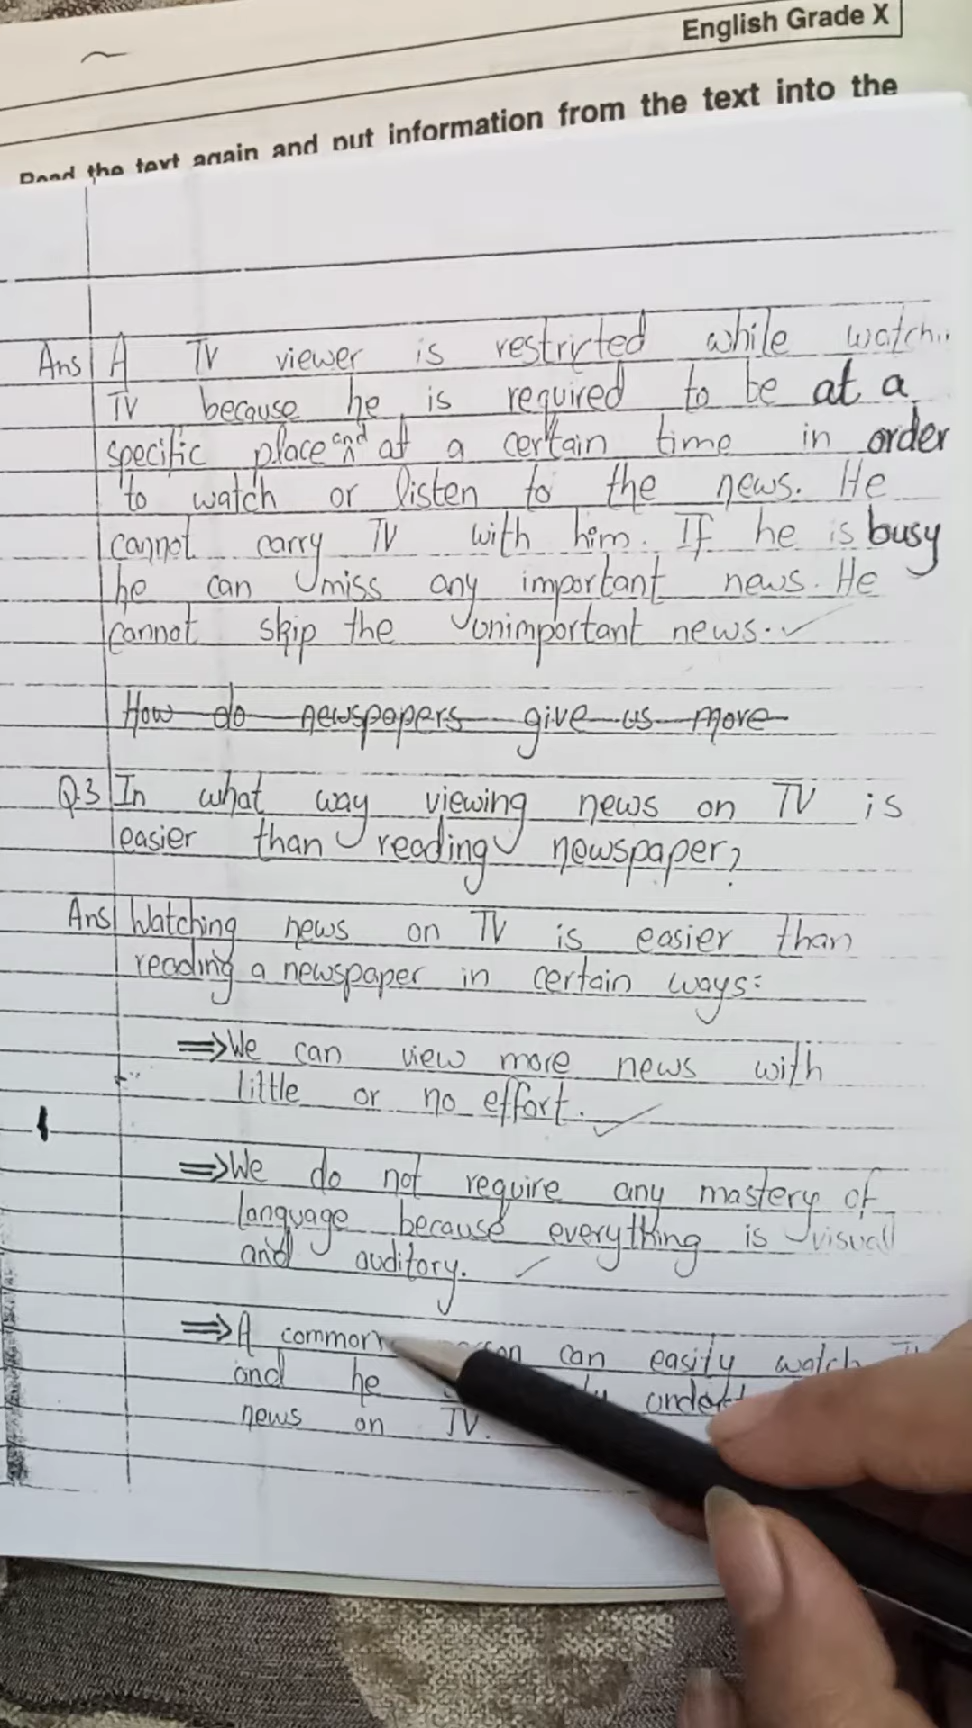 English Grade X
Read the text again and put information from the text into the
Ans A TV viewer is restricted while watch..
TV because he is required to be at a
specific place and at a certain time in order
to watch or listen to the news. He
cannot carry TV with him. If he is busy
he can miss any important news. He
cannot skip the unimportant news.
How do newspapers give us more
Q3 In what way viewing news on TV is
easier than reading newspaper?
Ans Watching news on TV is easier than
reading a newspaper in certain ways:
⇒ We can view more news with
little or no effort.
⇒ We do not require any mastery of
language because everything is visual
and auditory.
⇒ A common can easily watch
and he
news on TV.